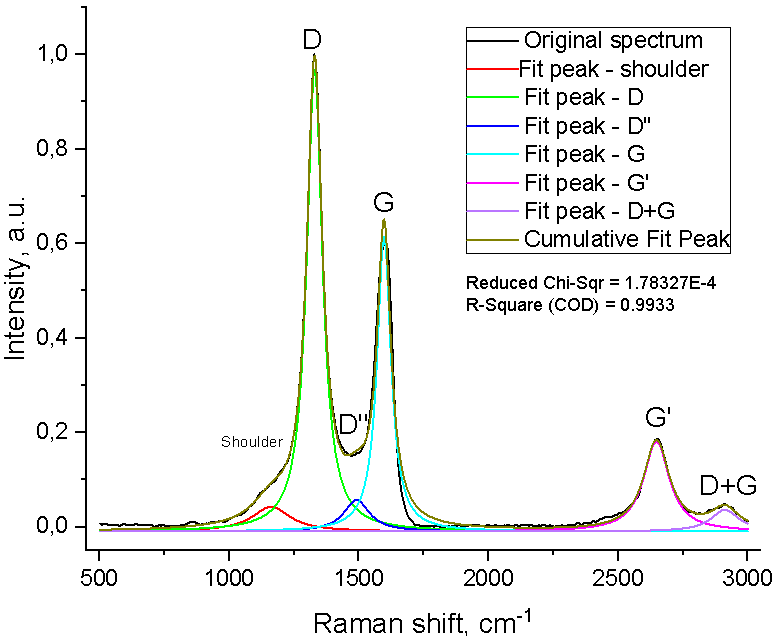 D
Original spectrum
Fit peak - shoulder
Fit peak - D
Fit peak - D"
Fit peak - G
Fit peak - G'
Fit peak - D+G
Cumulative Fit Peak
Reduced Chi-Sqr = 1.78327E-4
R-Square (COD) = 0.9933
G
D"
Shoulder
G'
D+G
Intensity, a.u.
1,0
0,8
0,6
0,4
0,2
0,0
500 1000 1500 2000 2500 3000
Raman shift, cm-1